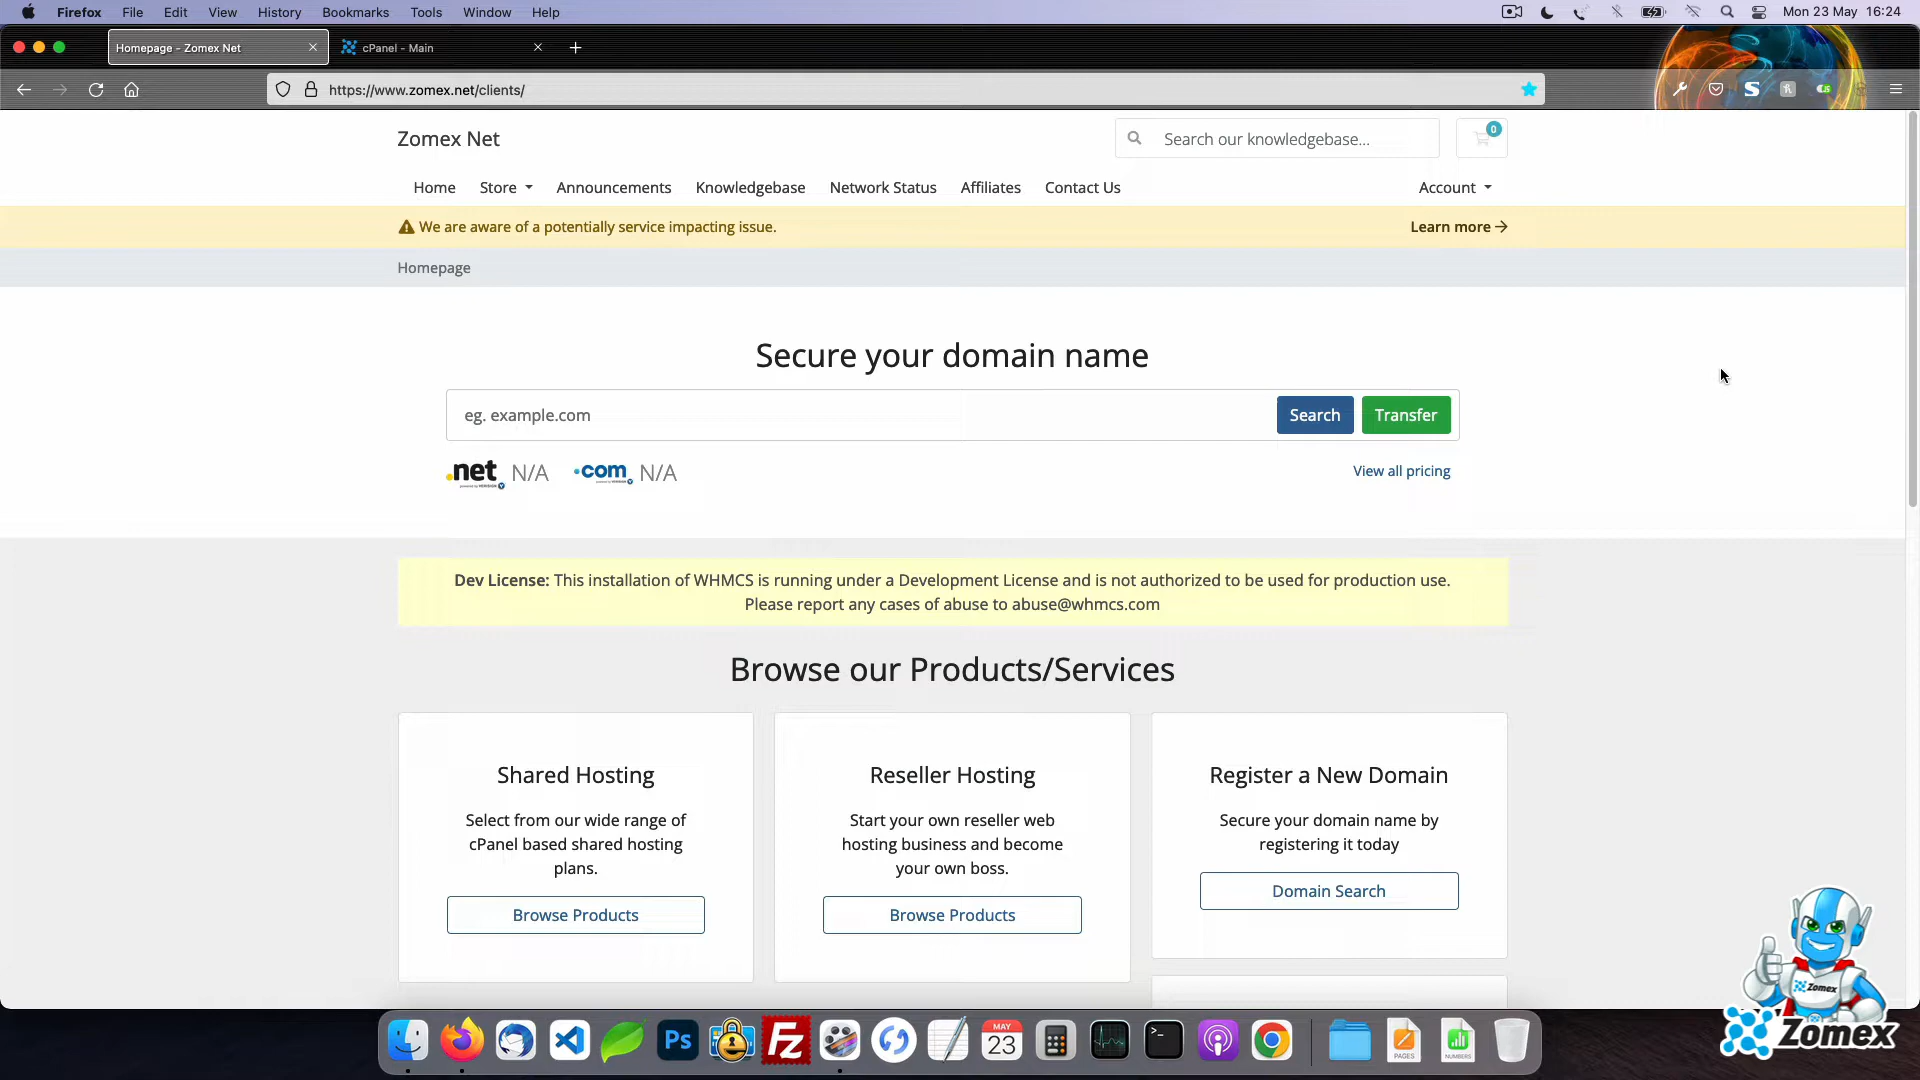 Firefox File Edit View History Bookmarks Tools Window Help Mon 23 May 16:24
Homepage - Zomex Net cPanel - Main
https://www.zomex.net/clients/
Zomex Net
Search our knowledgebase...
0
Home Store Announcements Knowledgebase Network Status Affiliates Contact Us Account
We are aware of a potentially service impacting issue. Learn more
Homepage
Secure your domain name
eg. example.com Search Transfer
.net N/A .com N/A View all pricing
Dev License: This installation of WHMCS is running under a Development License and is not authorized to be used for production use.
Please report any cases of abuse to abuse@whmcs.com
Browse our Products/Services
Shared Hosting
Select from our wide range of
cPanel based shared hosting
plans.
Browse Products
Reseller Hosting
Start your own reseller web
hosting business and become
your own boss.
Browse Products
Register a New Domain
Secure your domain name by
registering it today
Domain Search
Zomex
Zomex
Ps
Fz
MAY
23
PAGES
NUMBERS